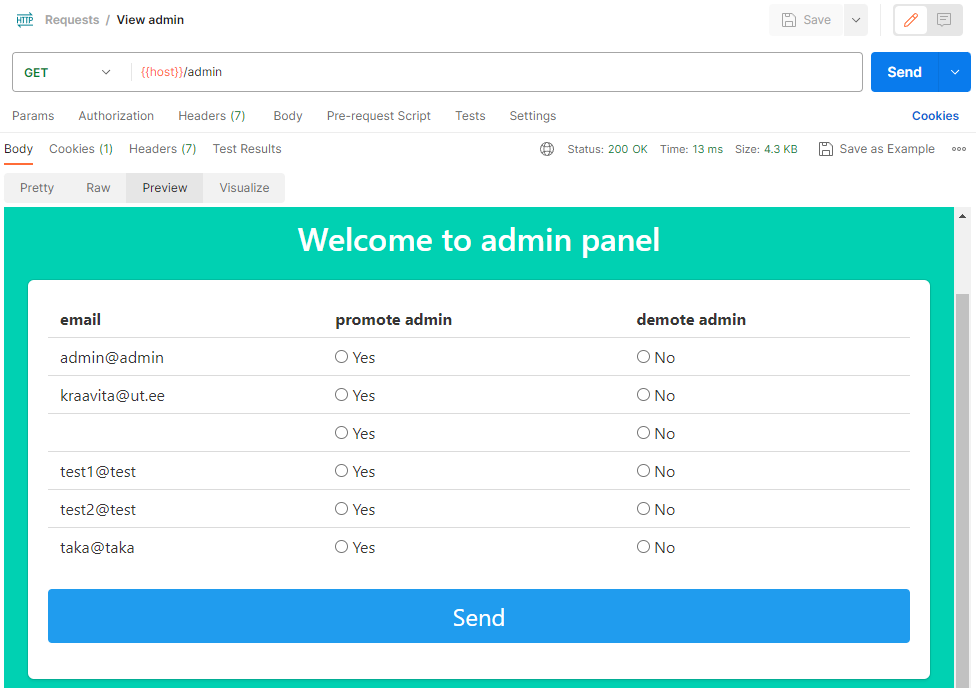 HTTP Requests / View admin Save
GET {{host}}/admin Send
Params Authorization Headers (7) Body Pre-request Script Tests Settings Cookies
Body Cookies (1) Headers (7) Test Results Status: 200 OK Time: 13 ms Size: 4.3 KB Save as Example
Pretty Raw Preview Visualize
Welcome to admin panel
email promote admin demote admin
admin@admin Yes No
kraavita@ut.ee Yes No
Yes No
test1@test Yes No
test2@test Yes No
taka@taka Yes No
Send